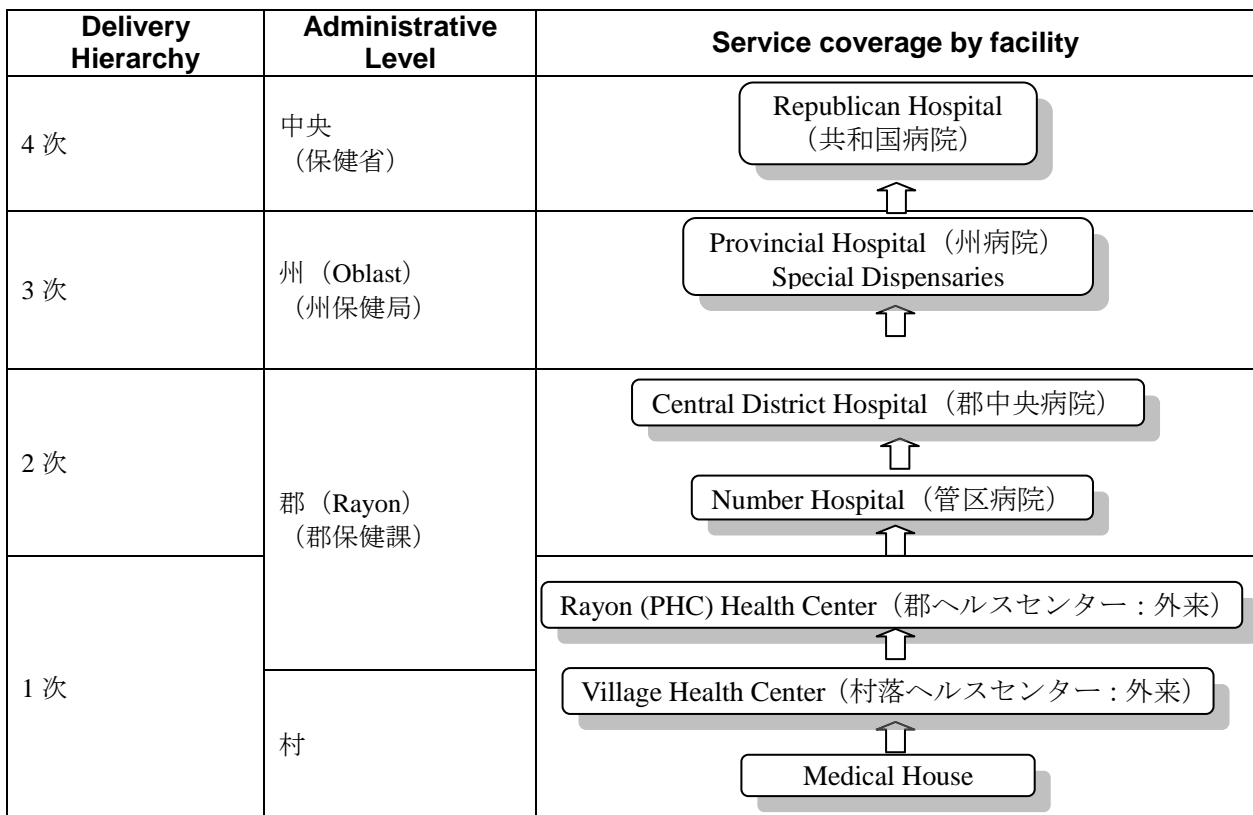 Delivery
Hierarchy
Administrative
Level
Service coverage by facility
4 次
中央
（保健省）
Republican Hospital
（共和国病院）
3 次
州（Oblast）
（州保健局）
Provincial Hospital（州病院）
Special Dispensaries
2 次
郡（Rayon）
（郡保健課）
Central District Hospital（郡中央病院）
Number Hospital（管区病院）
1 次
Rayon (PHC) Health Center（郡ヘルスセンター：外来）
村
Village Health Center（村落ヘルスセンター：外来）
Medical House